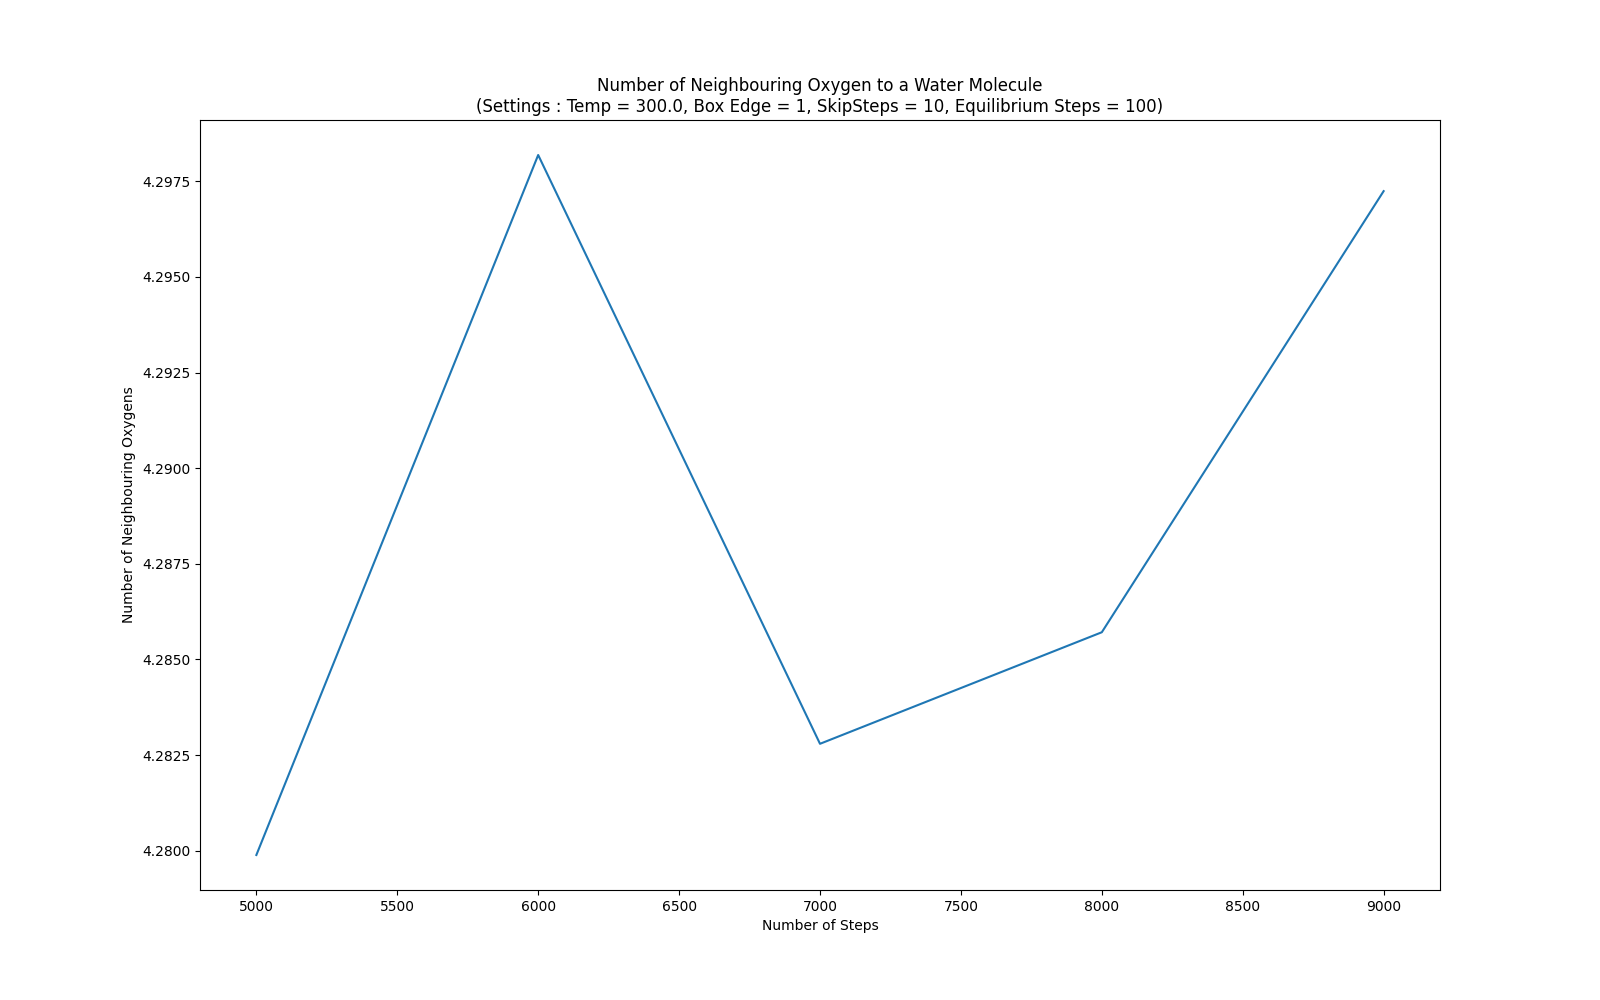 Number of Neighbouring Oxygen to a Water Molecule
(Settings : Temp = 300.0, Box Edge = 1, SkipSteps = 10, Equilibrium Steps = 100)
4.2975
4.2950
4.2925
4.2900
4.2875
4.2850
4.2825
4.2800
Number of Neighbouring Oxygens
5000 5500 6000 6500 7000 7500 8000 8500 9000
Number of Steps